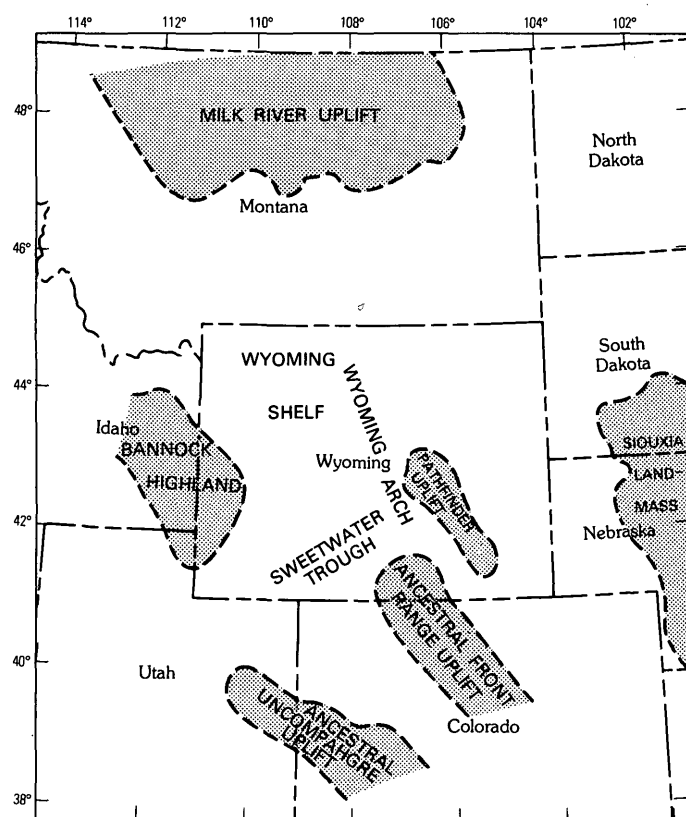 114° 112° 110° 108° 106° 104° 102°
48°
MILK RIVER UPLIFT
North
Dakota
Montana
46°
South
Dakota
WYOMING
44°
WYOMING
ARCH
SHELF
Idaho
BANNOCK
HIGHLAND
Wyoming
PATHFINDER
UPLIFT
SIOUXIA
LAND
MASS
Nebraska
42°
SWEETWATER
TROUGH
ANCESTRAL FRONT
RANGE UPLIFT
40°
Utah
ANCESTRAL
UNCOMPAHGRE
UPLIFT
Colorado
38°